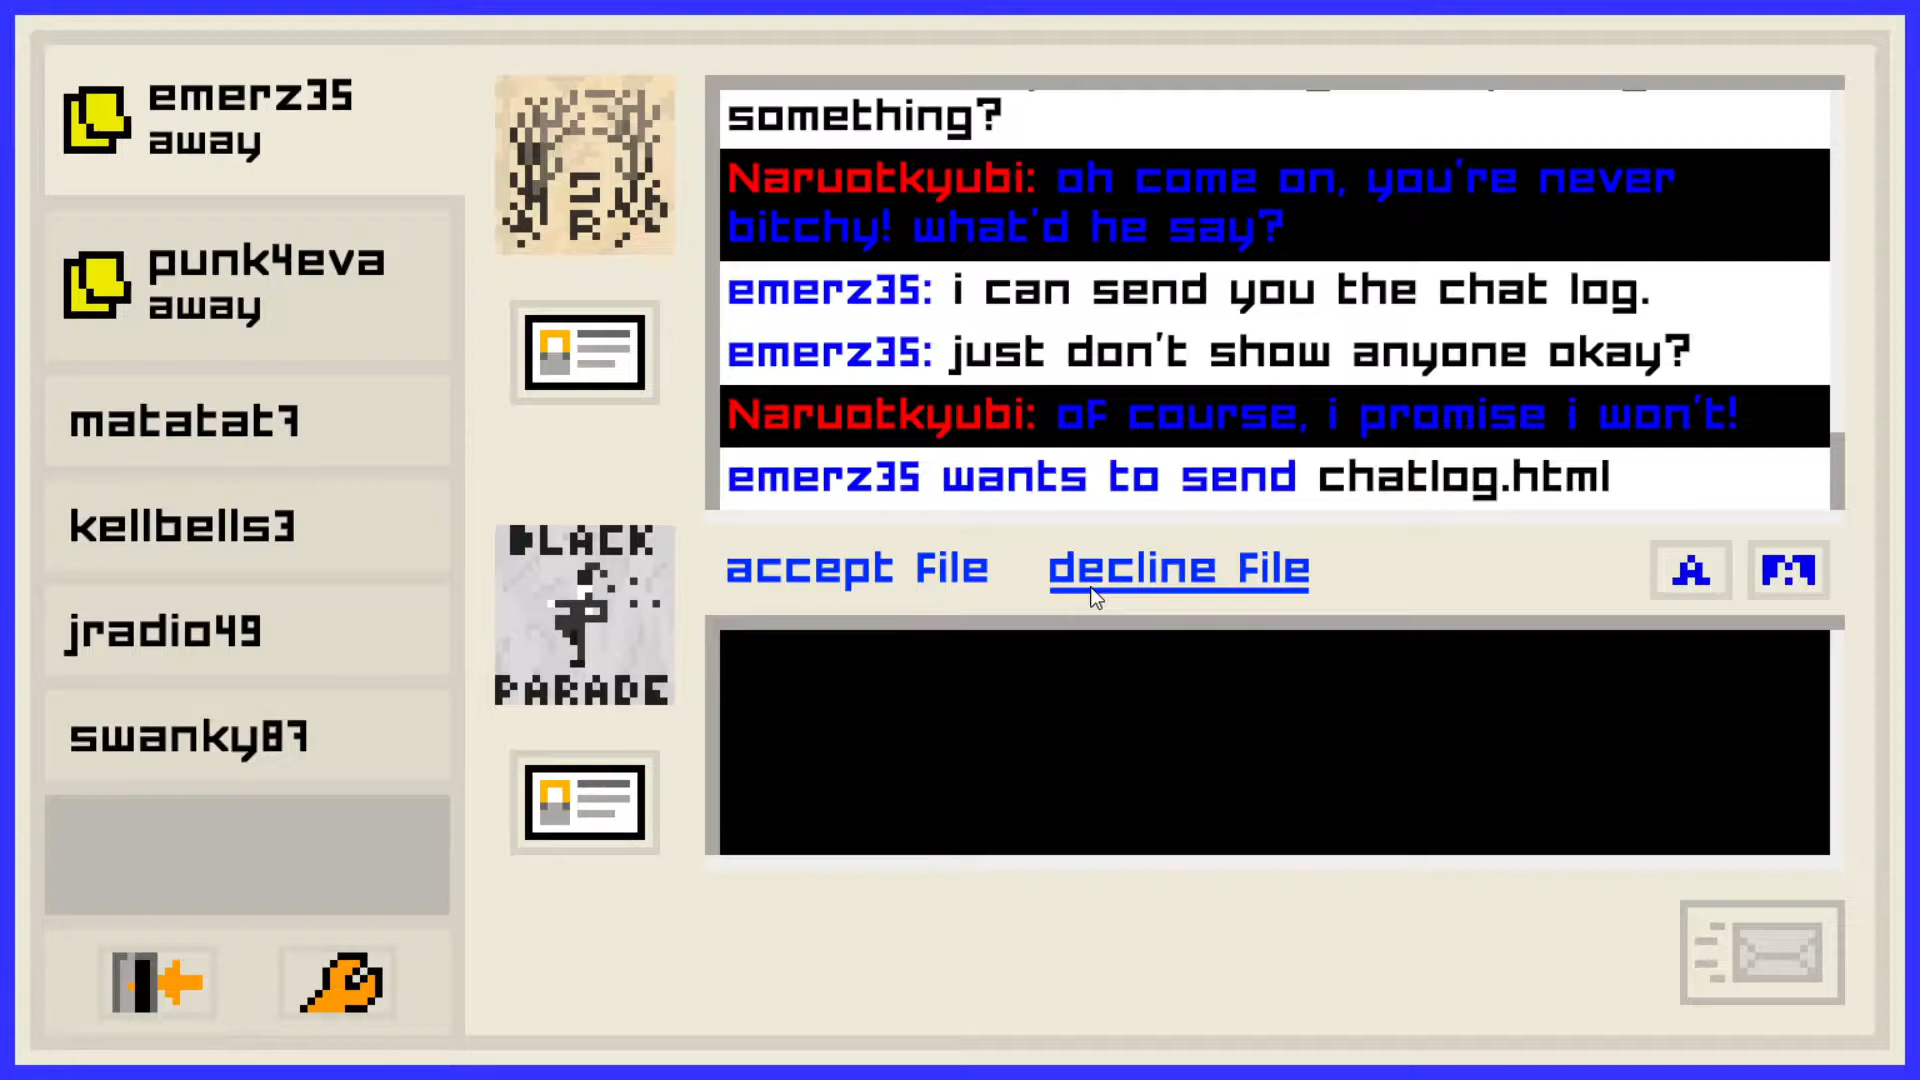 emerz35
away
punk4eva
away
matatat7
kellbells3
jradio49
swanky87
S
R
BLACK
PARADE
something?
Naruotkyubi: oh come on, you're never
bitchy! what'd he say?
emerz35: i can send you the chat log.
emerz35: just don't show anyone okay?
Naruotkyubi: of course, i promise i won't!
emerz35 wants to send chatlog.html
accept file decline file
A